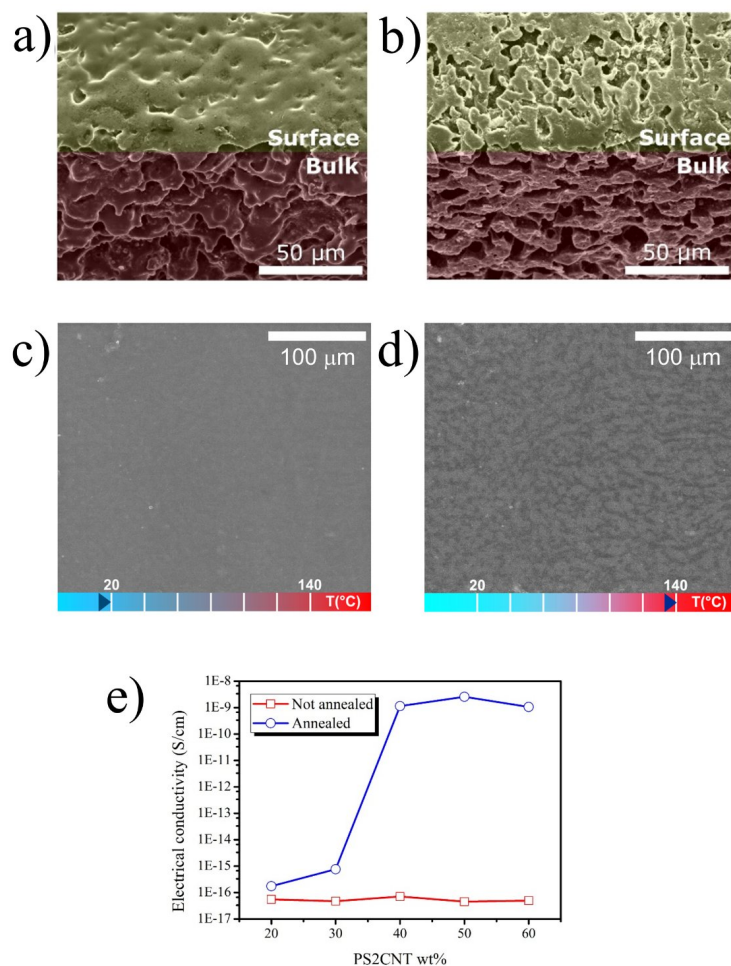 a)
b)
Surface
Bulk
50 μm
Surface
Bulk
50 μm
c)
d)
100 μm
100 μm
20
140
T(°C)
20
140
T(°C)
e)
Electrical conductivity (S/cm)
1E-8
1E-9
1E-10
1E-11
1E-12
1E-13
1E-14
1E-15
1E-16
1E-17
Not annealed
Annealed
20
30
40
50
60
PS2CNT wt%